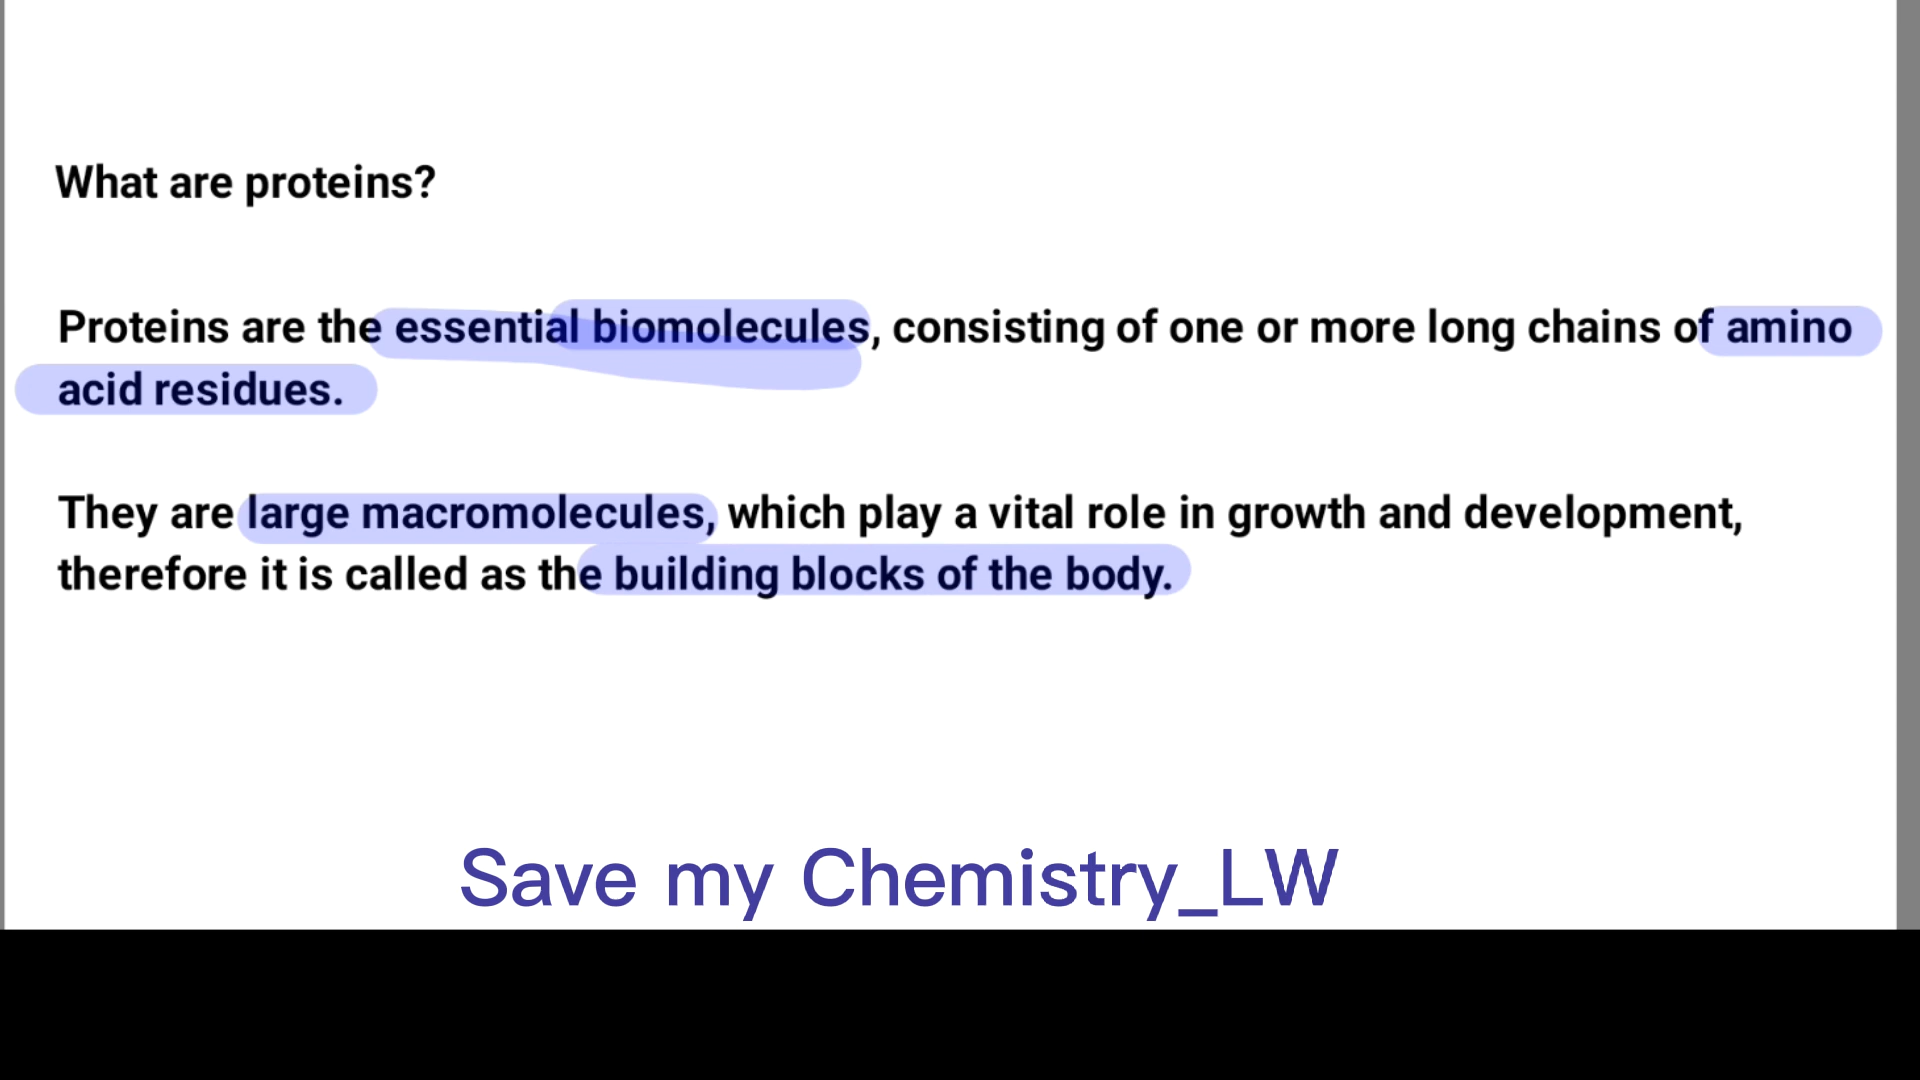 What are proteins?
Proteins are the essential biomolecules, consisting of one or more long chains of amino
acid residues.
They are large macromolecules, which play a vital role in growth and development,
therefore it is called as the building blocks of the body.
Save my Chemistry_LW